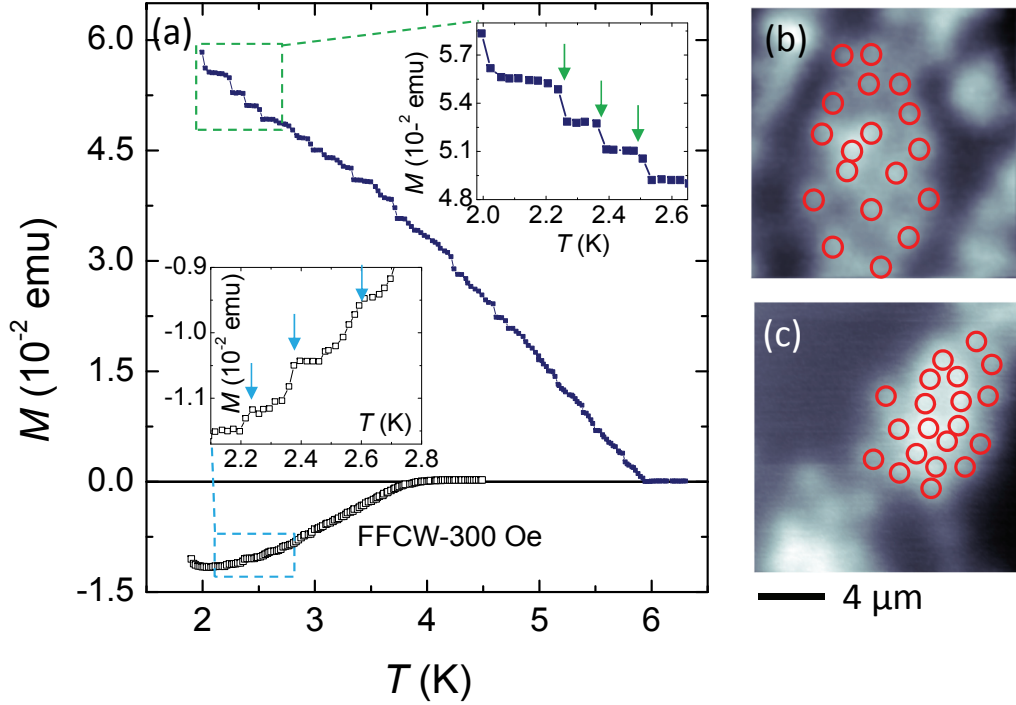 (a)
6.0
4.5
3.0
1.5
0.0
-1.5
M (10⁻² emu)
2
3
4
5
6
T (K)
FFCW-300 Oe
5.8
5.5
5.1
4.8
M (10⁻² emu)
2.0
2.2
2.4
2.6
T (K)
-0.9
-1.0
-1.1
M (10⁻² emu)
T (K)
2.2
2.4
2.6
2.8
(b)
(c)
4 µm